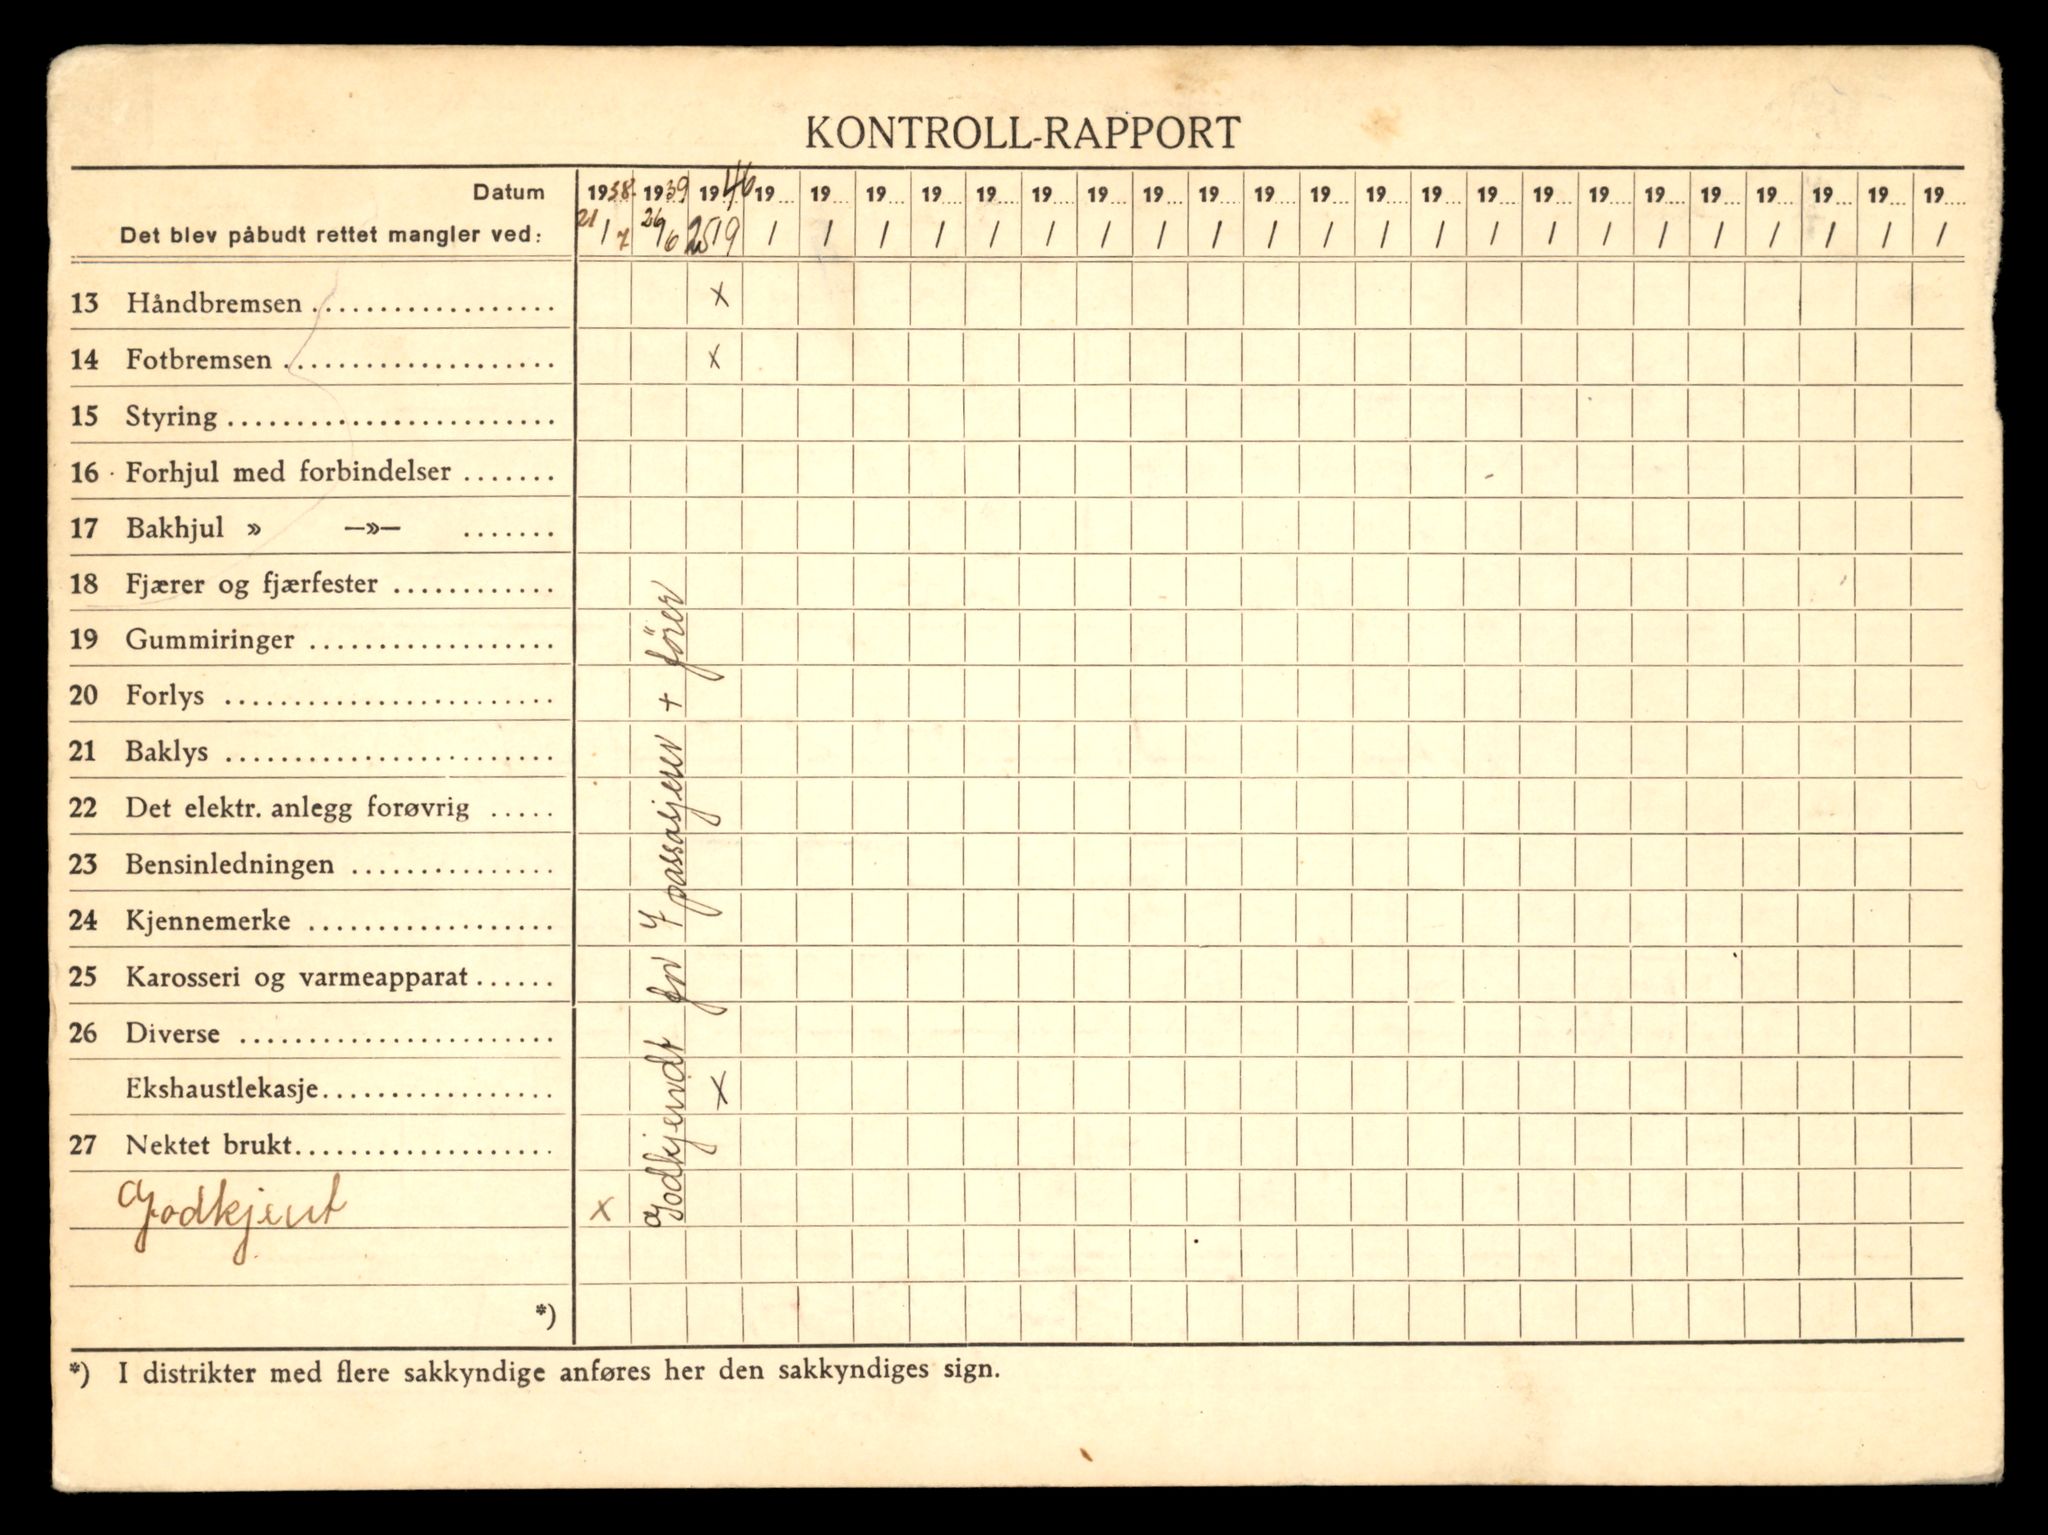 KONTROLL-RAPPORT
Datum 1938. 1939 1946 19.... 19.... 19.... 19.... 19.... 19.... 19.... 19.... 19.... 19.... 19.... 19.... 19.... 19.... 19.... 19.... 19.... 19.... 19.... 19.... 19.... 19....
Det blev påbudt rettet mangler ved: 21/7 26/6 25/9 / / / / / / / / / / / / / / / / / / / / / /
13 Håndbremsen .................. x
14 Fotbremsen .................... x
15 Styring ........................
16 Forhjul med forbindelser .......
17 Bakhjul » —»— .......
18 Fjærer og fjærfester ............
19 Gummiringer ..................
20 Forlys ........................
21 Baklys ........................
22 Det elektr. anlegg forøvrig .....
23 Bensinledningen ...............
24 Kjennemerke ..................
25 Karosseri og varmeapparat ......
26 Diverse .......................
Ekshaustlekasje ................. x
27 Nektet brukt ...................
Godkjent x
Godkjendt for 7 passasjerer + fører
*)
*) I distrikter med flere sakkyndige anføres her den sakkyndiges sign.